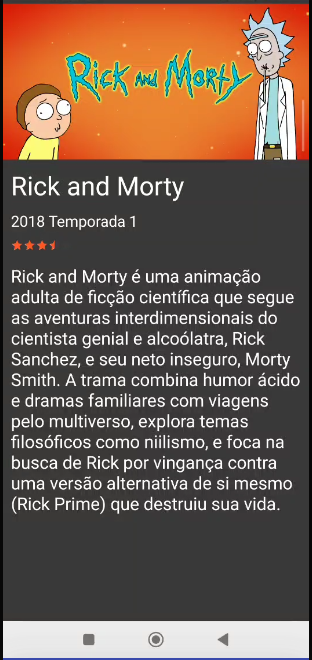 Rick and Morty
Rick and Morty
2018 Temporada 1
Rick and Morty é uma animação
adulta de ficção científica que segue
as aventuras interdimensionais do
cientista genial e alcoólatra, Rick
Sanchez, e seu neto inseguro, Morty
Smith. A trama combina humor ácido
e dramas familiares com viagens
pelo multiverso, explora temas
filosóficos como niilismo, e foca na
busca de Rick por vingança contra
uma versão alternativa de si mesmo
(Rick Prime) que destruiu sua vida.